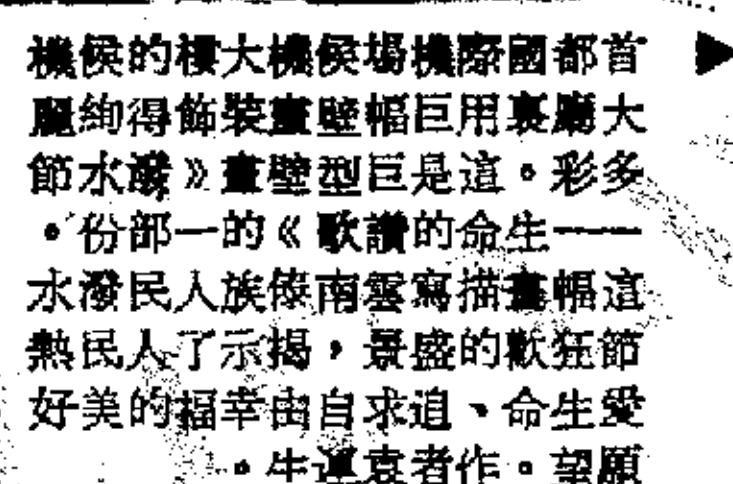 首都國際機場候機大樓的候機
大廳裏用巨幅壁畫裝飾得絢麗
多彩。這是巨型壁畫《潑水節
——生命的讚歌》的一部份。
這幅畫描寫雲南傣族人民潑水
節狂歡的盛景，揭示了人民熱
愛生命、追求自由幸福的美好
願望。作者袁運生。